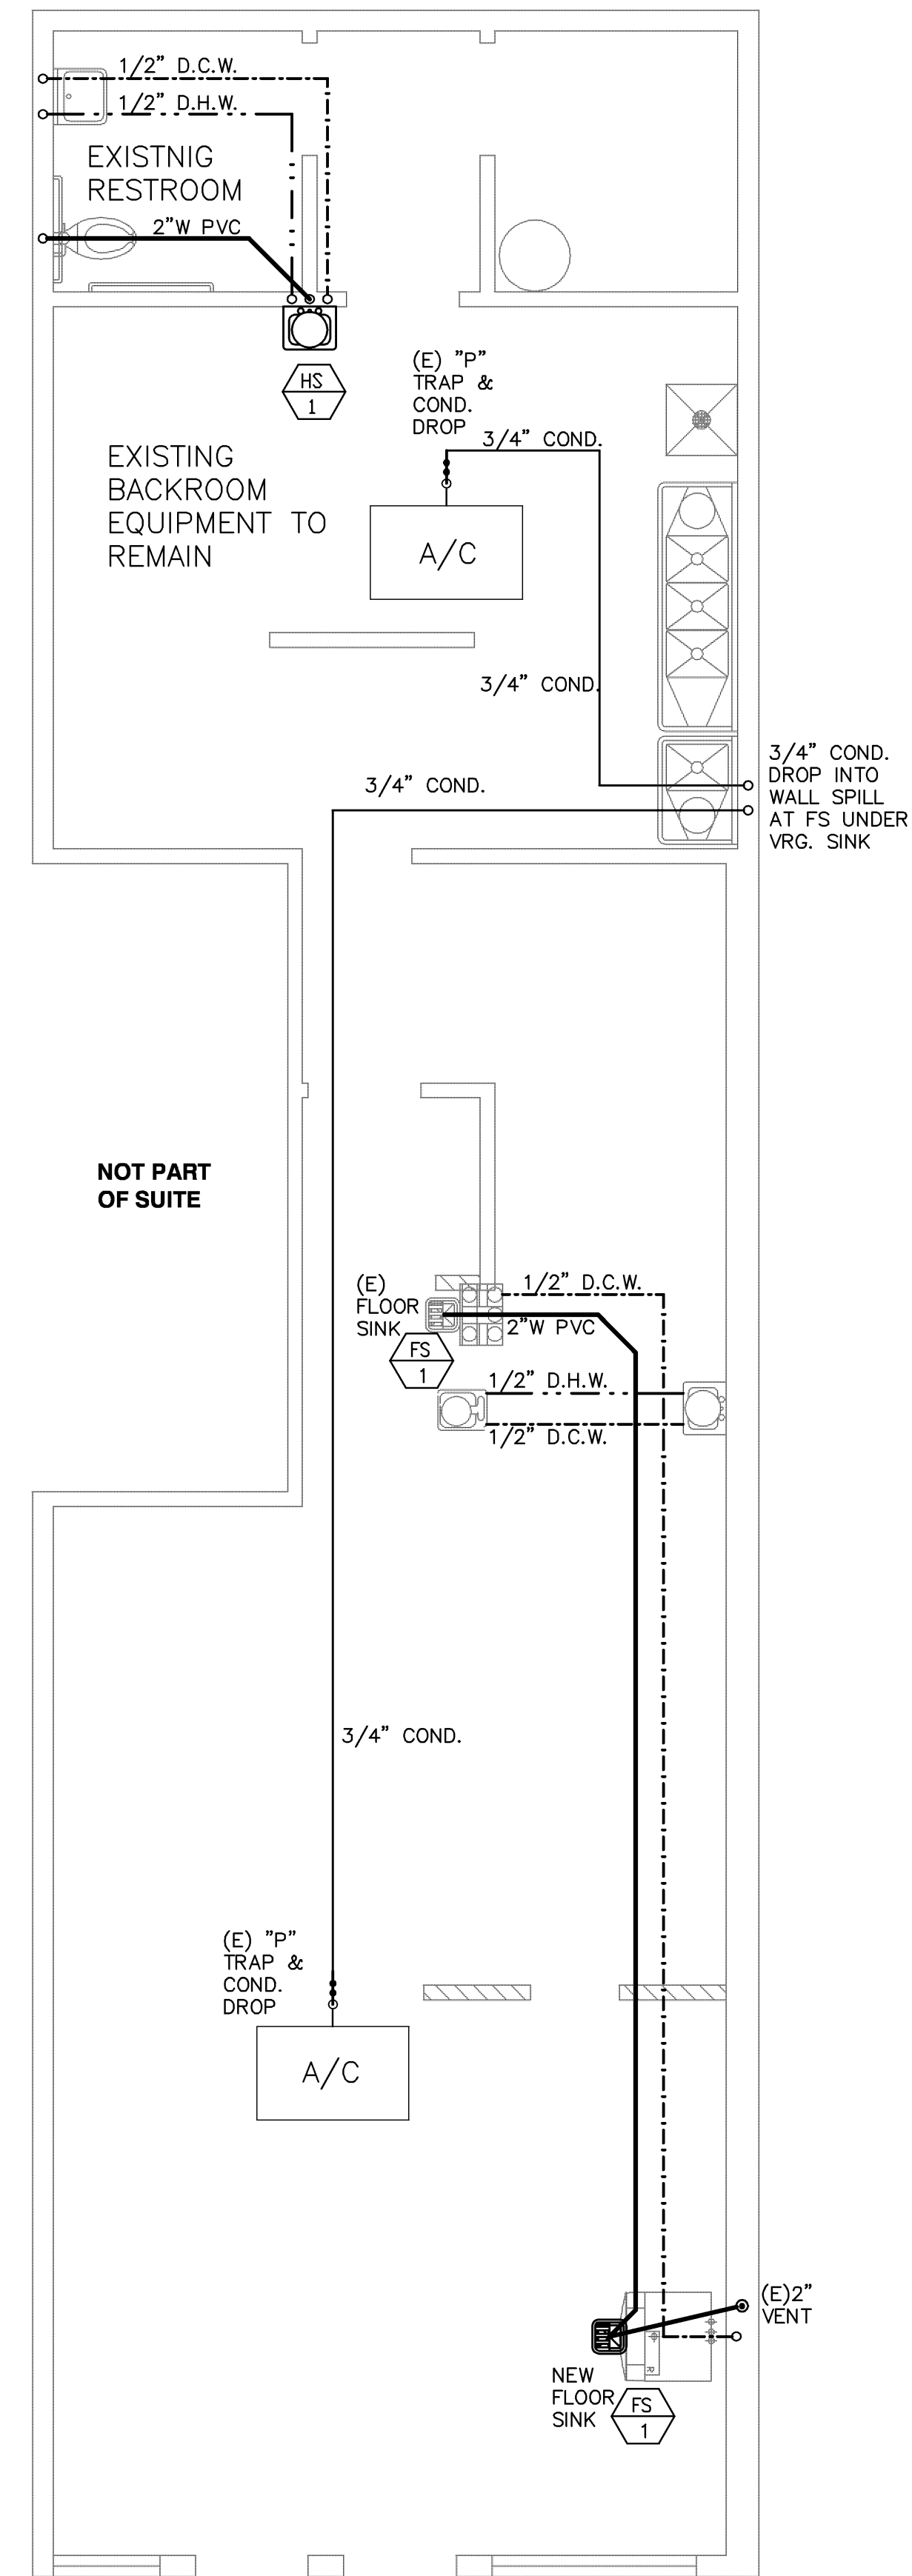 1/2" D.C.W.
1/2" D.H.W.
EXISTNIG
RESTROOM
2"W PVC
HS
1
(E) "P"
TRAP &
COND.
DROP
3/4" COND.
EXISTING
BACKROOM
EQUIPMENT TO
REMAIN
A/C
3/4" COND.
3/4" COND.
3/4" COND.
DROP INTO
WALL SPILL
AT FS UNDER
VRG. SINK
NOT PART
OF SUITE
(E)
FLOOR
SINK
1/2" D.C.W.
2"W PVC
FS
1
1/2" D.H.W.
1/2" D.C.W.
3/4" COND.
(E) "P"
TRAP &
COND.
DROP
A/C
(E)2"
VENT
R
NEW
FLOOR
SINK
FS
1